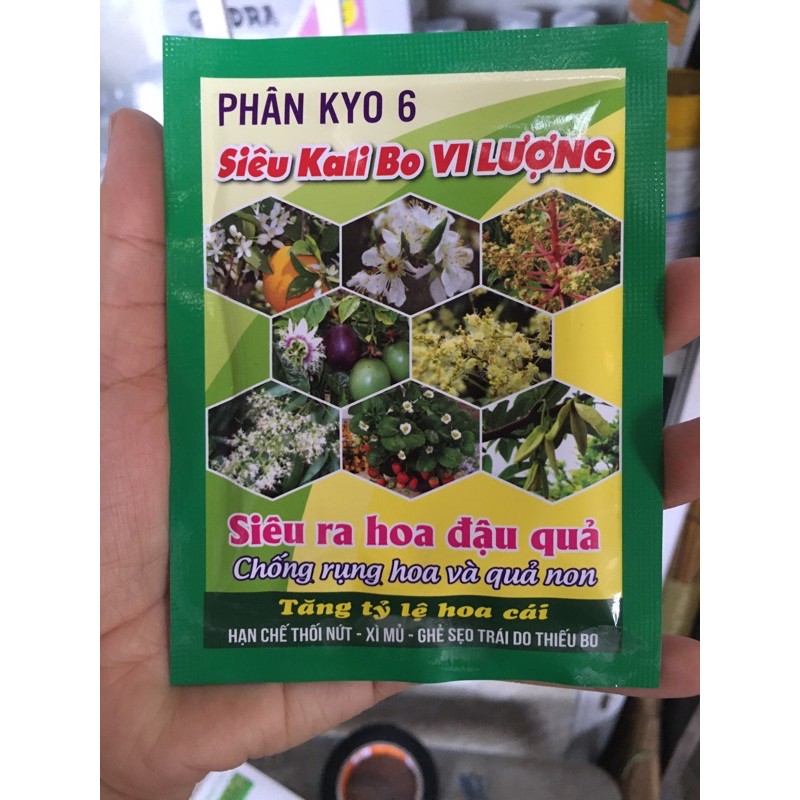 PHÂN KYO 6
Siêu Kali Bo VI LƯỢNG
Siêu ra hoa đậu quả
Chống rụng hoa và quả non
Tăng tỷ lệ hoa cái
HẠN CHẾ THỐI NỨT - XÌ MỦ - GHẺ SẸO TRÁI DO THIẾU BO